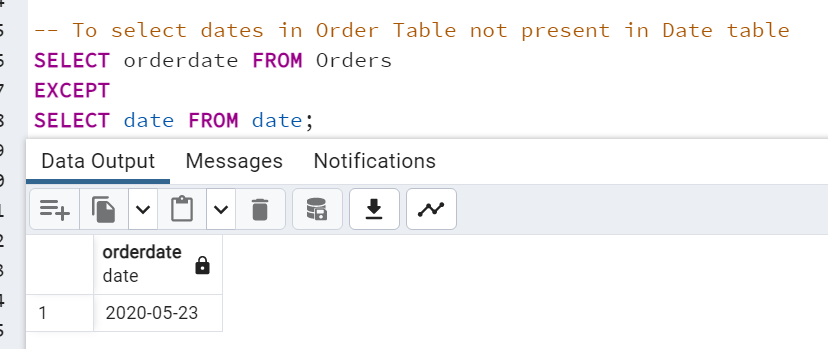 -- To select dates in Order Table not present in Date table
SELECT orderdate FROM Orders
EXCEPT
SELECT date FROM date;
Data Output Messages Notifications
orderdate
date
1 2020-05-23